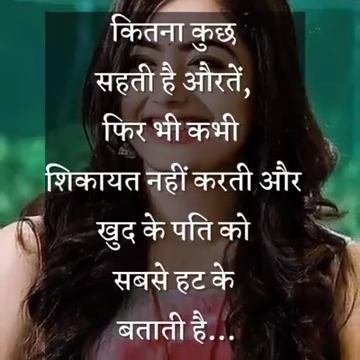 कितना कुछ
सहती है औरतें,
फिर भी कभी
शिकायत नहीं करती और
खुद के पति को
सबसे हट के
बताती है...